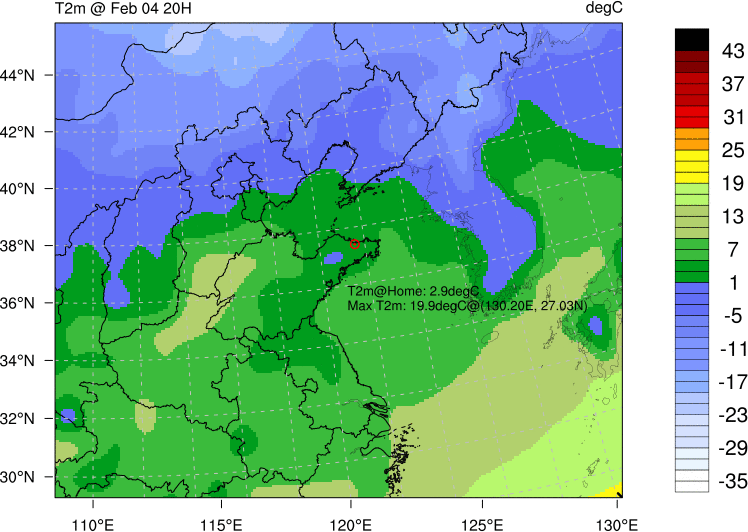 T2m @ Feb 04 20H
degC
44°N
42°N
40°N
38°N
36°N
34°N
32°N
30°N
110°E
115°E
120°E
125°E
130°E
T2m@Home: 2.9degC
Max T2m: 19.9degC@(130.20E, 27.03N)
43
37
31
25
19
13
7
1
-5
-11
-17
-23
-29
-35